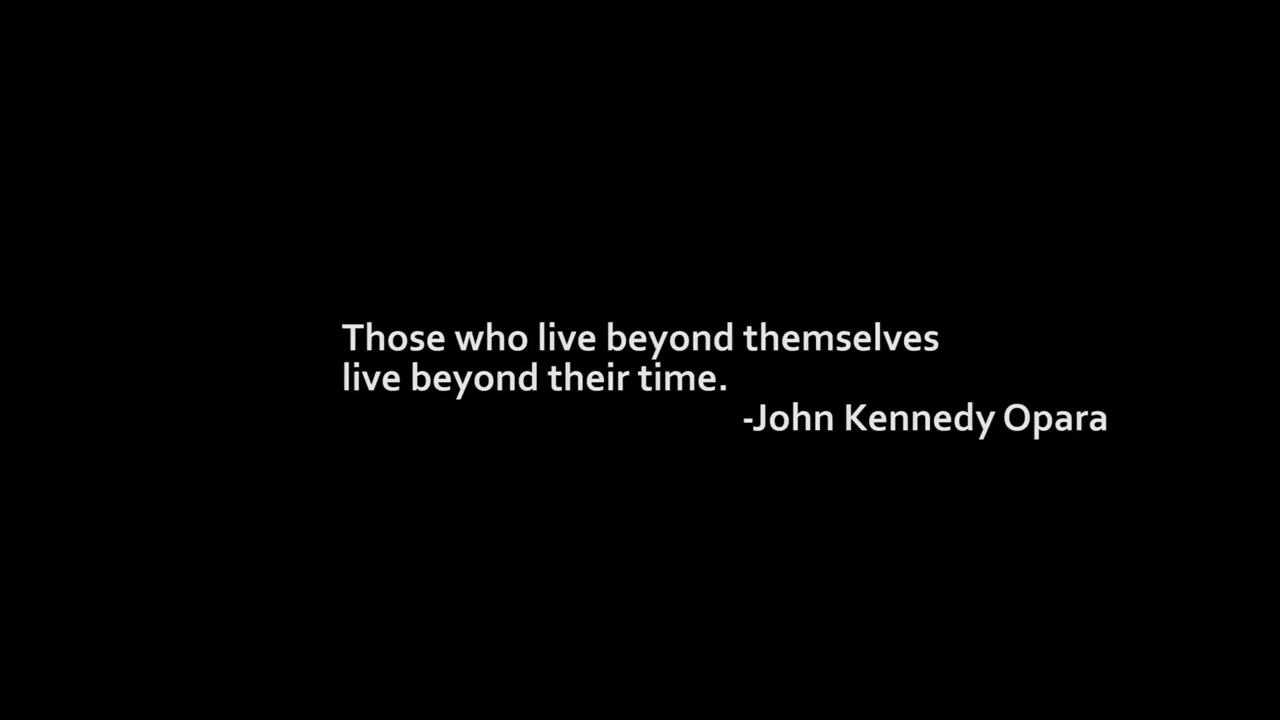 Those who live beyond themselves
live beyond their time.
-John Kennedy Opara